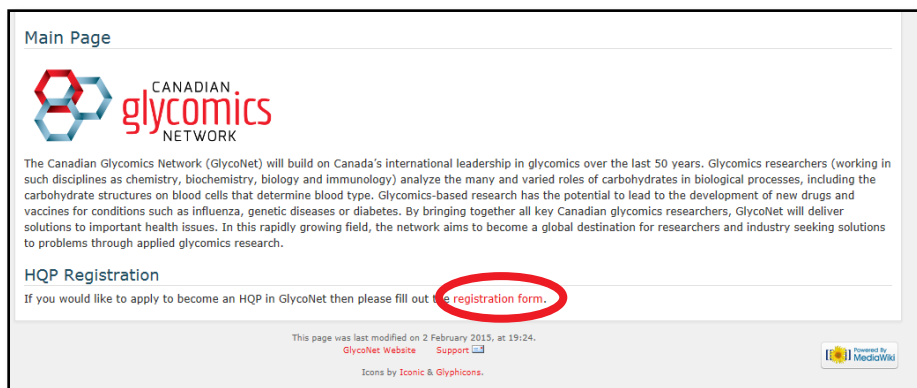 Main Page
CANADIAN
glycomics
NETWORK
The Canadian Glycomics Network (GlycoNet) will build on Canada's international leadership in glycomics over the last 50 years. Glycomics researchers (working in
such disciplines as chemistry, biochemistry, biology and immunology) analyze the many and varied roles of carbohydrates in biological processes, including the
carbohydrate structures on blood cells that determine blood type. Glycomics-based research has the potential to lead to the development of new drugs and
vaccines for conditions such as influenza, genetic diseases or diabetes. By bringing together all key Canadian glycomics researchers, GlycoNet will deliver
solutions to important health issues. In this rapidly growing field, the network aims to become a global destination for researchers and industry seeking solutions
to problems through applied glycomics research.
HQP Registration
If you would like to apply to become an HQP in GlycoNet then please fill out the registration form.
This page was last modified on 2 February 2015, at 19:24.
GlycoNet Website Support
Icons by Iconic & Glyphicons.
Powered By
MediaWiki